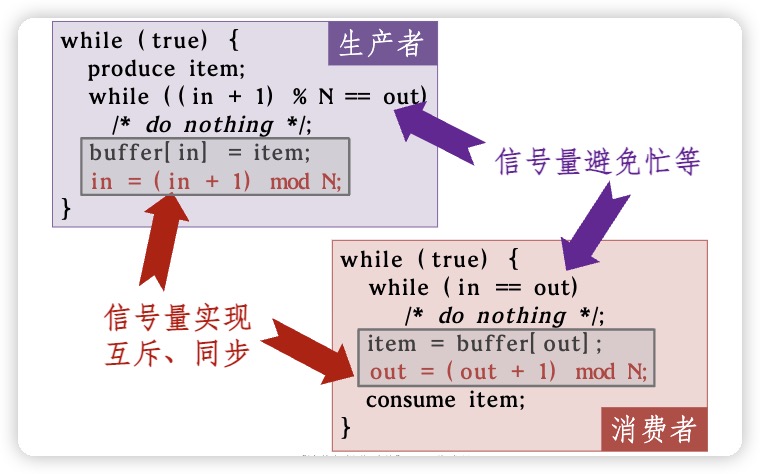 while (true) {
生产者
produce item;
while ((in + 1) % N == out)
/* do nothing */;
buffer[in] = item;
in = (in + 1) mod N;
}
信号量避免忙等
while (true) {
while (in == out)
/* do nothing */;
item = buffer[out];
out = (out + 1) mod N;
consume item;
}
消费者
信号量实现
互斥、同步